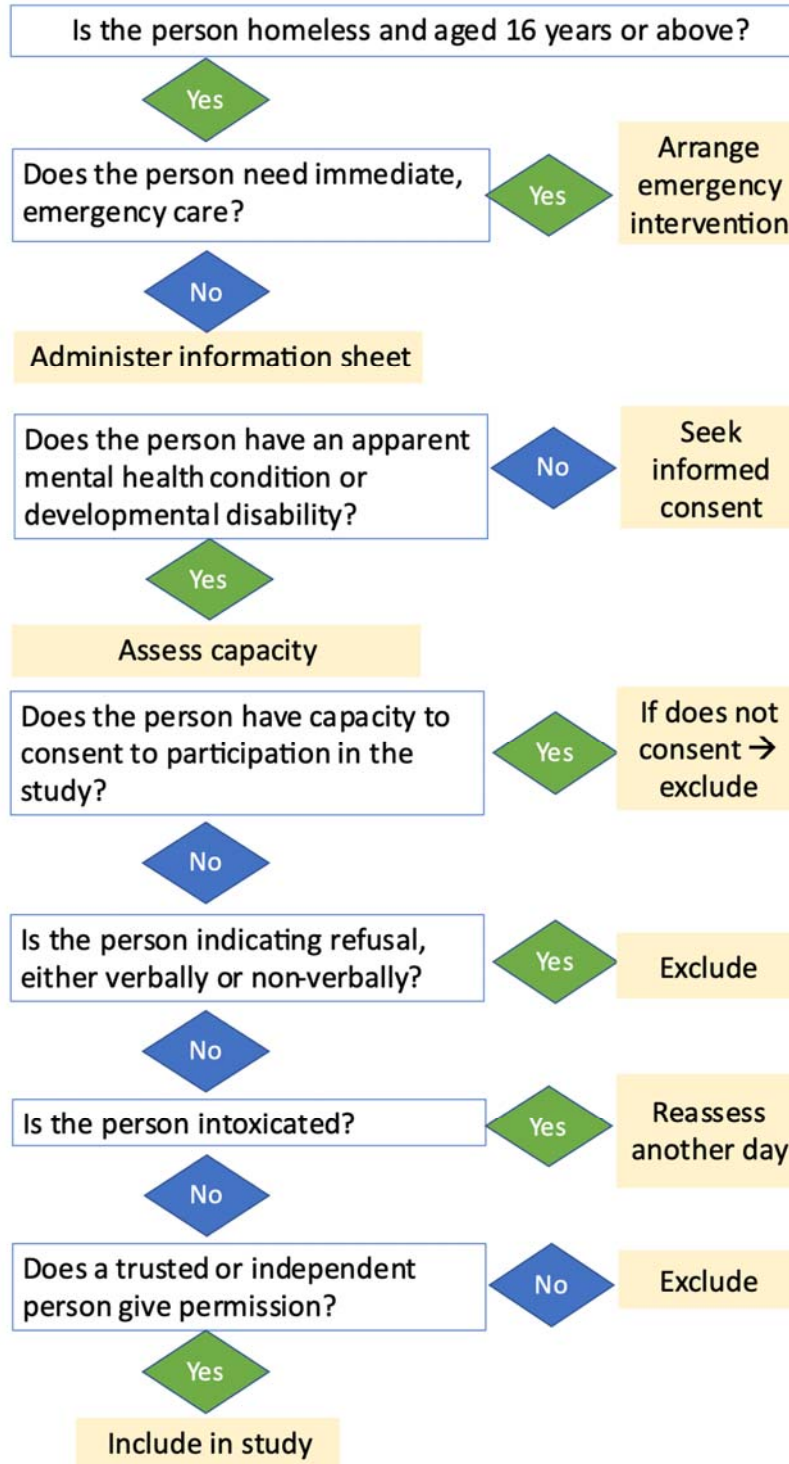 Is the person homeless and aged 16 years or above?
Yes
Does the person need immediate,
emergency care?
Yes
Arrange
emergency
intervention
No
Administer information sheet
Does the person have an apparent
mental health condition or
developmental disability?
No
Seek
informed
consent
Yes
Assess capacity
Does the person have capacity to
consent to participation in the
study?
Yes
If does not
consent →
exclude
No
Is the person indicating refusal,
either verbally or non-verbally?
Yes
Exclude
No
Is the person intoxicated?
Yes
Reassess
another day
No
Does a trusted or independent
person give permission?
No
Exclude
Yes
Include in study